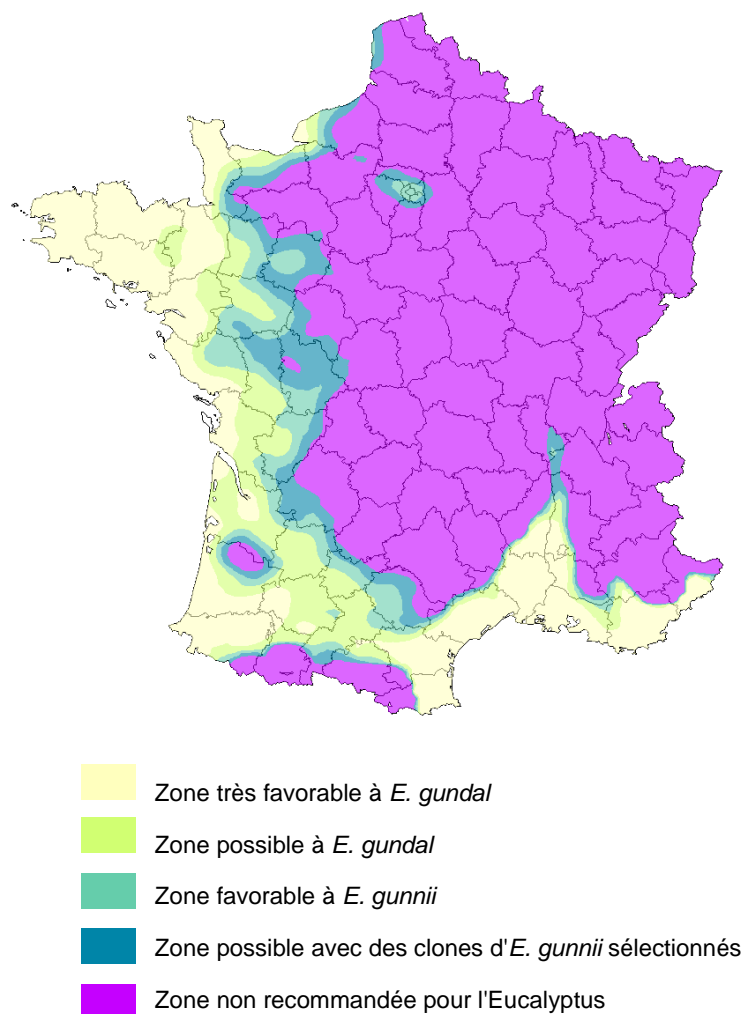 Zone très favorable à E. gundal
Zone possible à E. gundal
Zone favorable à E. gunnii
Zone possible avec des clones d'E. gunnii sélectionnés
Zone non recommandée pour l'Eucalyptus